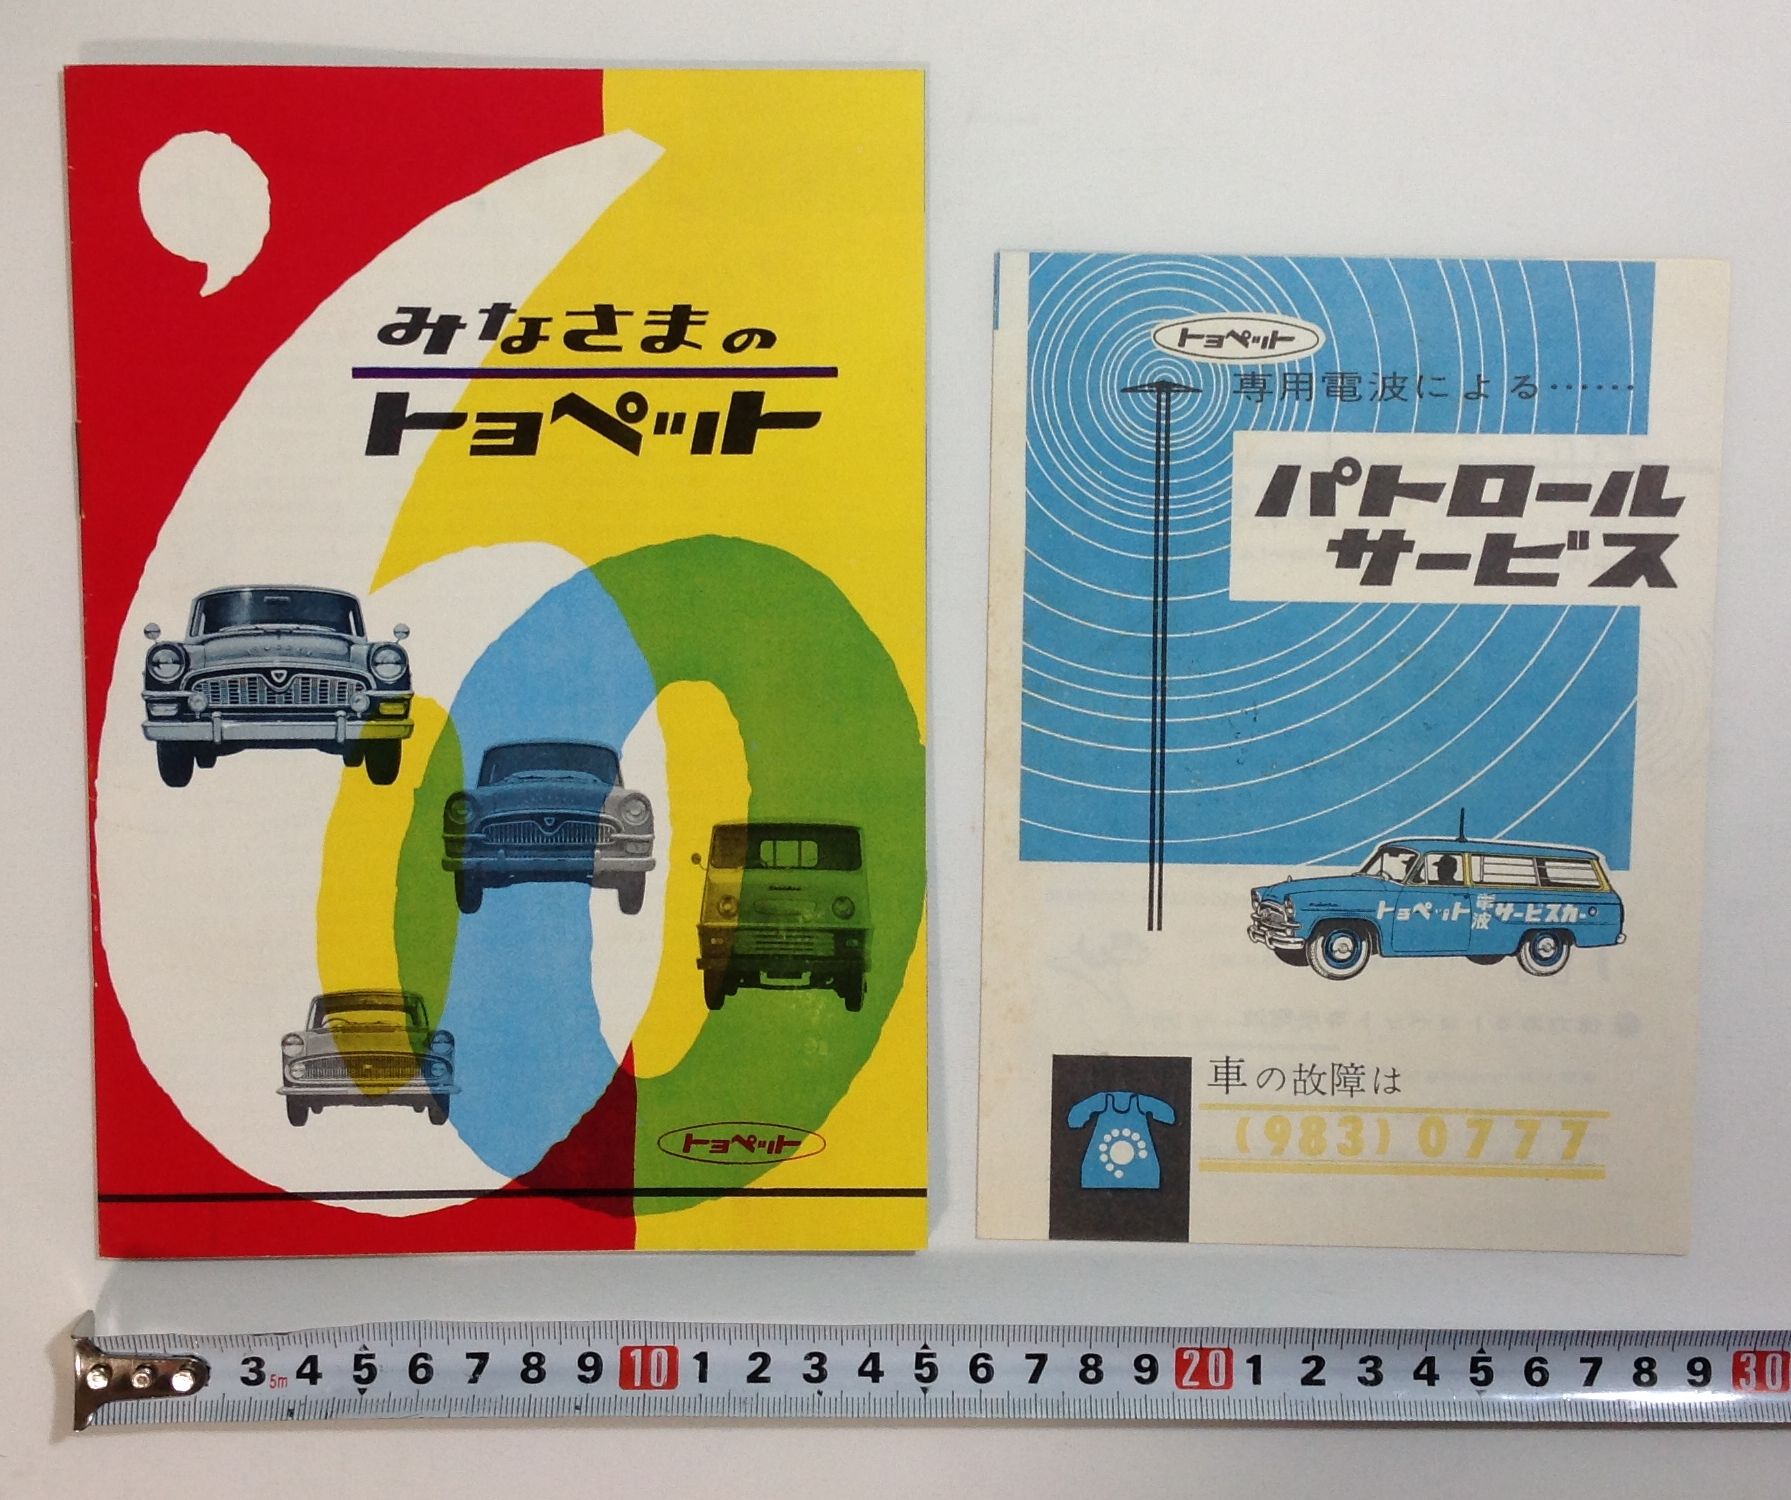 '60
みなさまの
トヨペット
トヨペット
トヨペット
専用電波による……
パトロール
サービス
トヨペット電波サービスカー
車の故障は
(983) 0777
3 5m 4 5 6 7 8 9 10 1 2 3 4 5 6 7 8 9 20 1 2 3 4 5 6 7 8 9 30